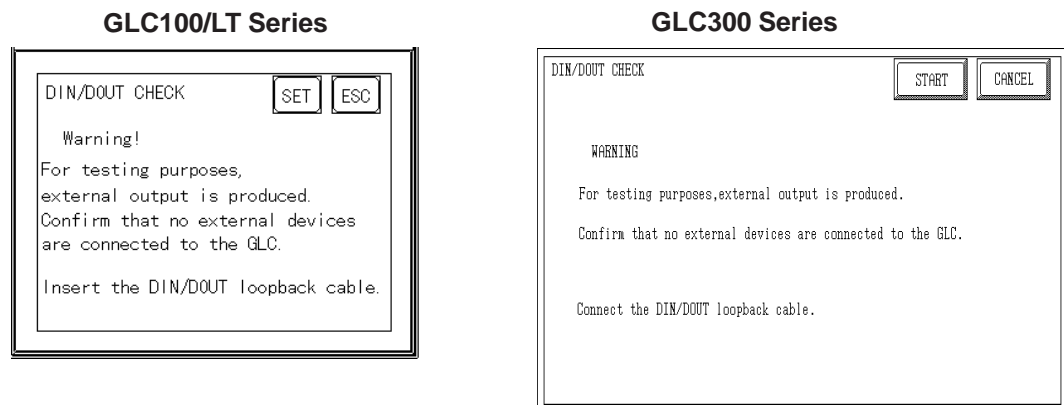 GLC100/LT Series
DIN/DOUT CHECK
SET
ESC
Warning!
For testing purposes,
external output is produced.
Confirm that no external devices
are connected to the GLC.
Insert the DIN/DOUT loopback cable.
GLC300 Series
DIN/DOUT CHECK
START
CANCEL
WARNING
For testing purposes,external output is produced.
Confirm that no external devices are connected to the GLC.
Connect the DIN/DOUT loopback cable.